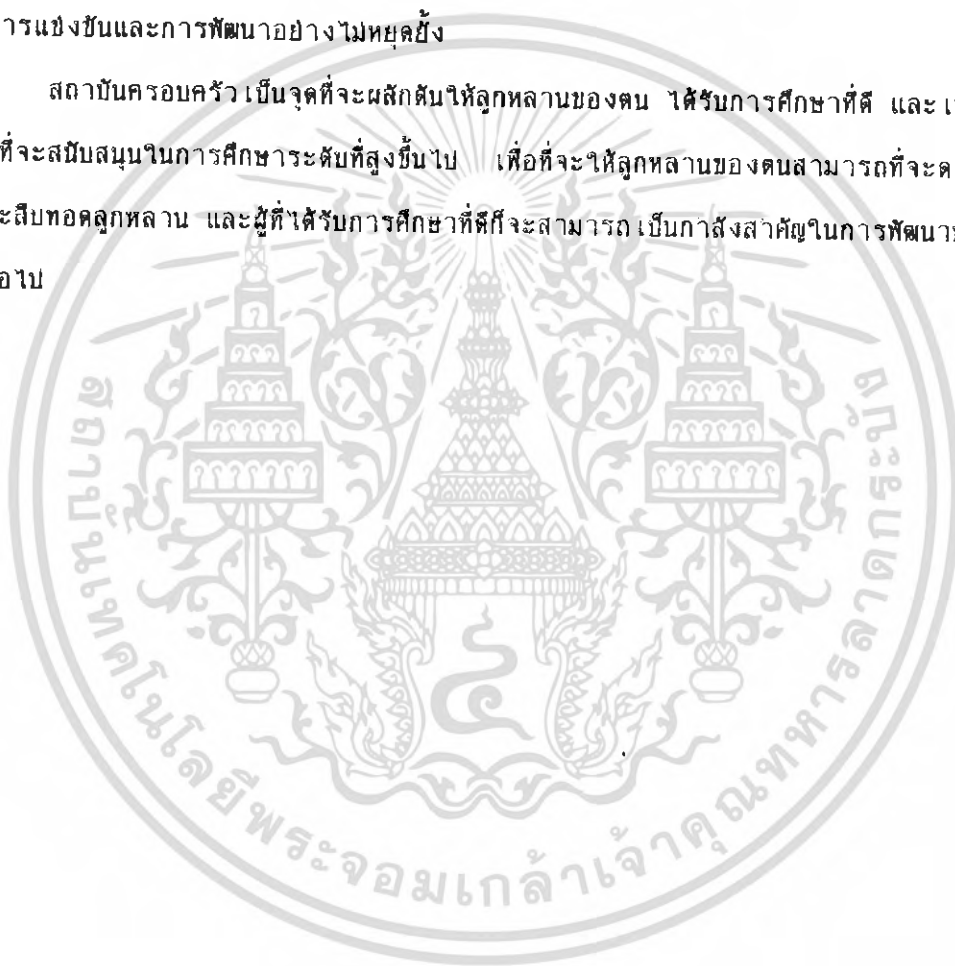 ารแข่งขันและการพัฒนาอย่างไม่หยุดยั้ง
สถาบันครอบครัวเป็นจุดที่จะผลักดันให้ลูกหลานของตน ได้รับการศึกษาที่ดี และ เ
ที่จะสนับสนุนในการศึกษาระดับที่สูงขึ้นไป เพื่อที่จะให้ลูกหลานของตนสามารถที่จะด
ะสืบทอดลูกหลาน และผู้ที่ได้รับการศึกษาที่ดีก็จะสามารถเป็นกาลังสาคัญในการพัฒนา
อไป
สถาบันเทคโนโลยีพระจอมเกล้าเจ้าคุณทหารลาดกระบัง